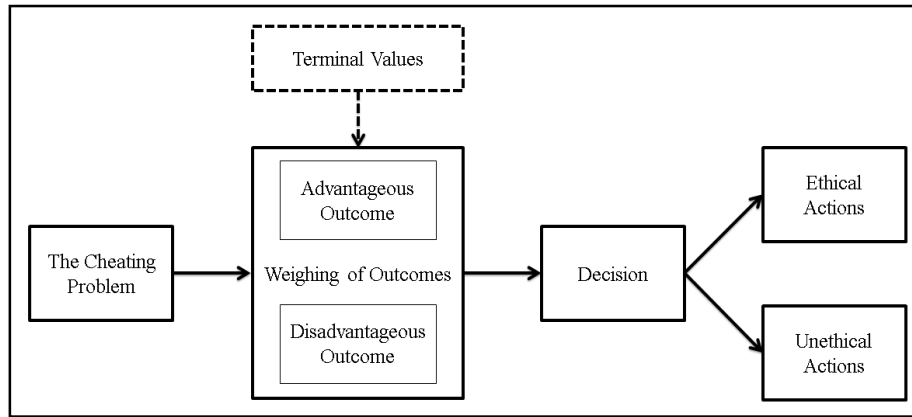 Terminal Values
Advantageous
Outcome
The Cheating
Problem
Weighing of Outcomes
Disadvantageous
Outcome
Decision
Ethical
Actions
Unethical
Actions